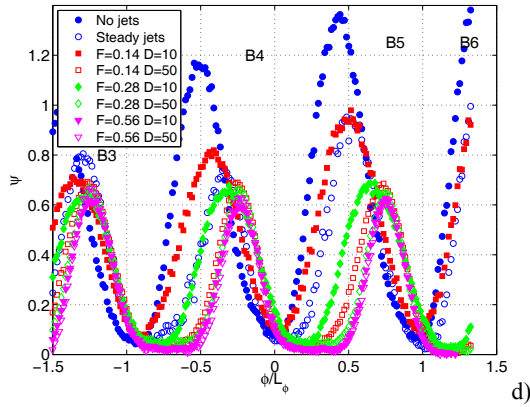 No jets
Steady jets
F=0.14 D=10
F=0.14 D=50
F=0.28 D=10
F=0.28 D=50
F=0.56 D=10
F=0.56 D=50
B3
B4
B5
B6
1.2
1
0.8
0.6
0.4
0.2
0
ψ
−1.5
−1
−0.5
0
0.5
1
1.5
ϕ/L_ϕ
d)